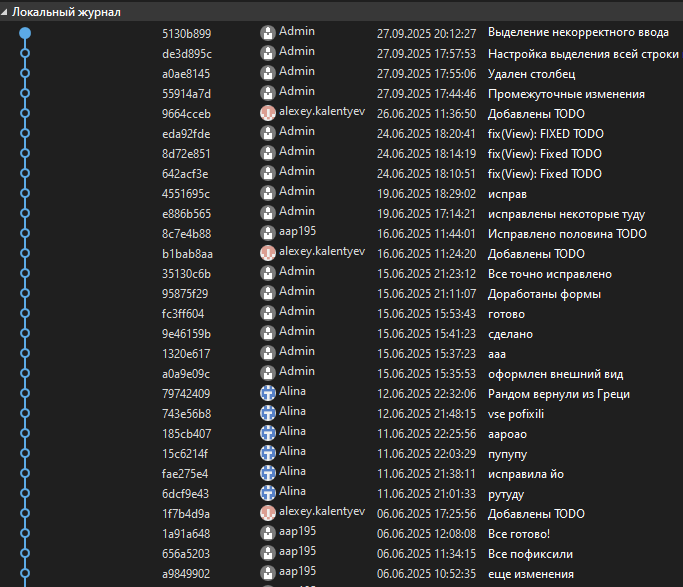 Локальный журнал
5130b899 Admin 27.09.2025 20:12:27 Выделение некорректного ввода
de3d895c Admin 27.09.2025 17:57:53 Настройка выделения всей строки
a0ae8145 Admin 27.09.2025 17:55:06 Удален столбец
55914a7d Admin 27.09.2025 17:44:46 Промежуточные изменения
9664cceb alexey.kalentyev 26.06.2025 11:36:50 Добавлены TODO
eda92fde Admin 24.06.2025 18:20:41 fix(View): FIXED TODO
8d72e851 Admin 24.06.2025 18:14:19 fix(View): Fixed TODO
642acf3e Admin 24.06.2025 18:10:51 fix(View): Fixed TODO
4551695c Admin 19.06.2025 18:29:02 исправ
e886b565 Admin 19.06.2025 17:14:21 исправлены некоторые туду
8c7e4b88 aap195 16.06.2025 11:44:01 Исправлено половина TODO
b1bab8aa alexey.kalentyev 16.06.2025 11:24:20 Добавлены TODO
35130c6b Admin 15.06.2025 21:23:12 Все точно исправлено
95875f29 Admin 15.06.2025 21:11:07 Доработаны формы
fc3ff604 Admin 15.06.2025 15:53:43 готово
9e46159b Admin 15.06.2025 15:41:23 сделано
1320e617 Admin 15.06.2025 15:37:23 ааа
a0a9e09c Admin 15.06.2025 15:35:53 оформлен внешний вид
79742409 Alina 12.06.2025 22:32:06 Рандом вернули из Греци
743e56b8 Alina 12.06.2025 21:48:15 vse pofixili
185cb407 Alina 11.06.2025 22:25:56 аароао
15c6214f Alina 11.06.2025 22:03:29 пупупу
fae275e4 Alina 11.06.2025 21:38:11 исправила йо
6dcf9e43 Alina 11.06.2025 21:01:33 рутуду
1f7b4d9a alexey.kalentyev 06.06.2025 17:25:56 Добавлены TODO
1a91a648 aap195 06.06.2025 12:08:08 Все готово!
656a5203 aap195 06.06.2025 11:34:15 Все пофиксили
a9849902 aap195 06.06.2025 10:52:35 еще изменения